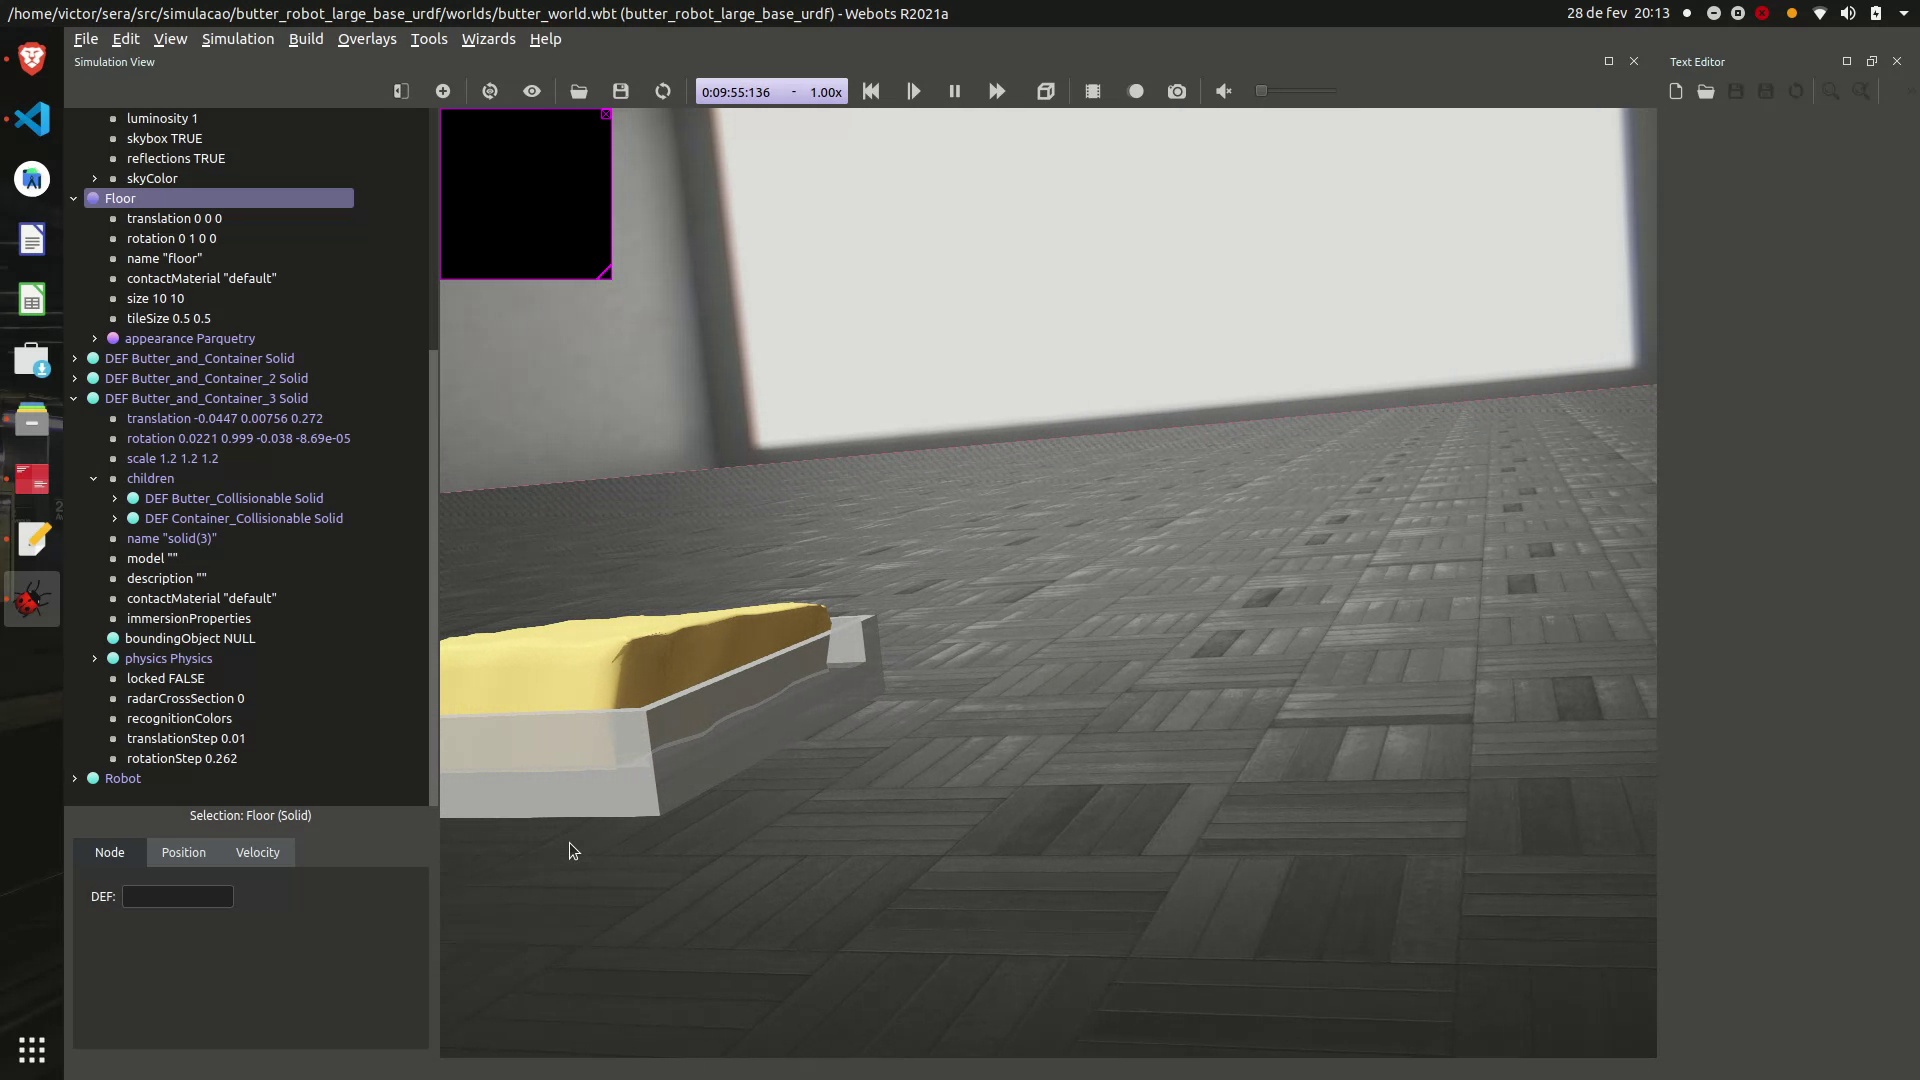 /home/victor/sera/src/simulacao/butter_robot_large_base_urdf/worlds/butter_world.wbt (butter_robot_large_base_urdf) - Webots R2021a
28 de fev 20:13
File Edit View Simulation Build Overlays Tools Wizards Help
Simulation View
Text Editor
0:09:55:136 - 1.00x
luminosity 1
skybox TRUE
reflections TRUE
skyColor
Floor
translation 0 0 0
rotation 0 1 0 0
name "floor"
contactMaterial "default"
size 10 10
tileSize 0.5 0.5
appearance Parquetry
DEF Butter_and_Container Solid
DEF Butter_and_Container_2 Solid
DEF Butter_and_Container_3 Solid
translation -0.0447 0.00756 0.272
rotation 0.0221 0.999 -0.038 -8.69e-05
scale 1.2 1.2 1.2
children
DEF Butter_Collisionable Solid
DEF Container_Collisionable Solid
name "solid(3)"
model ""
description ""
contactMaterial "default"
immersionProperties
boundingObject NULL
physics Physics
locked FALSE
radarCrossSection 0
recognitionColors
translationStep 0.01
rotationStep 0.262
Robot
Selection: Floor (Solid)
Node Position Velocity
DEF: